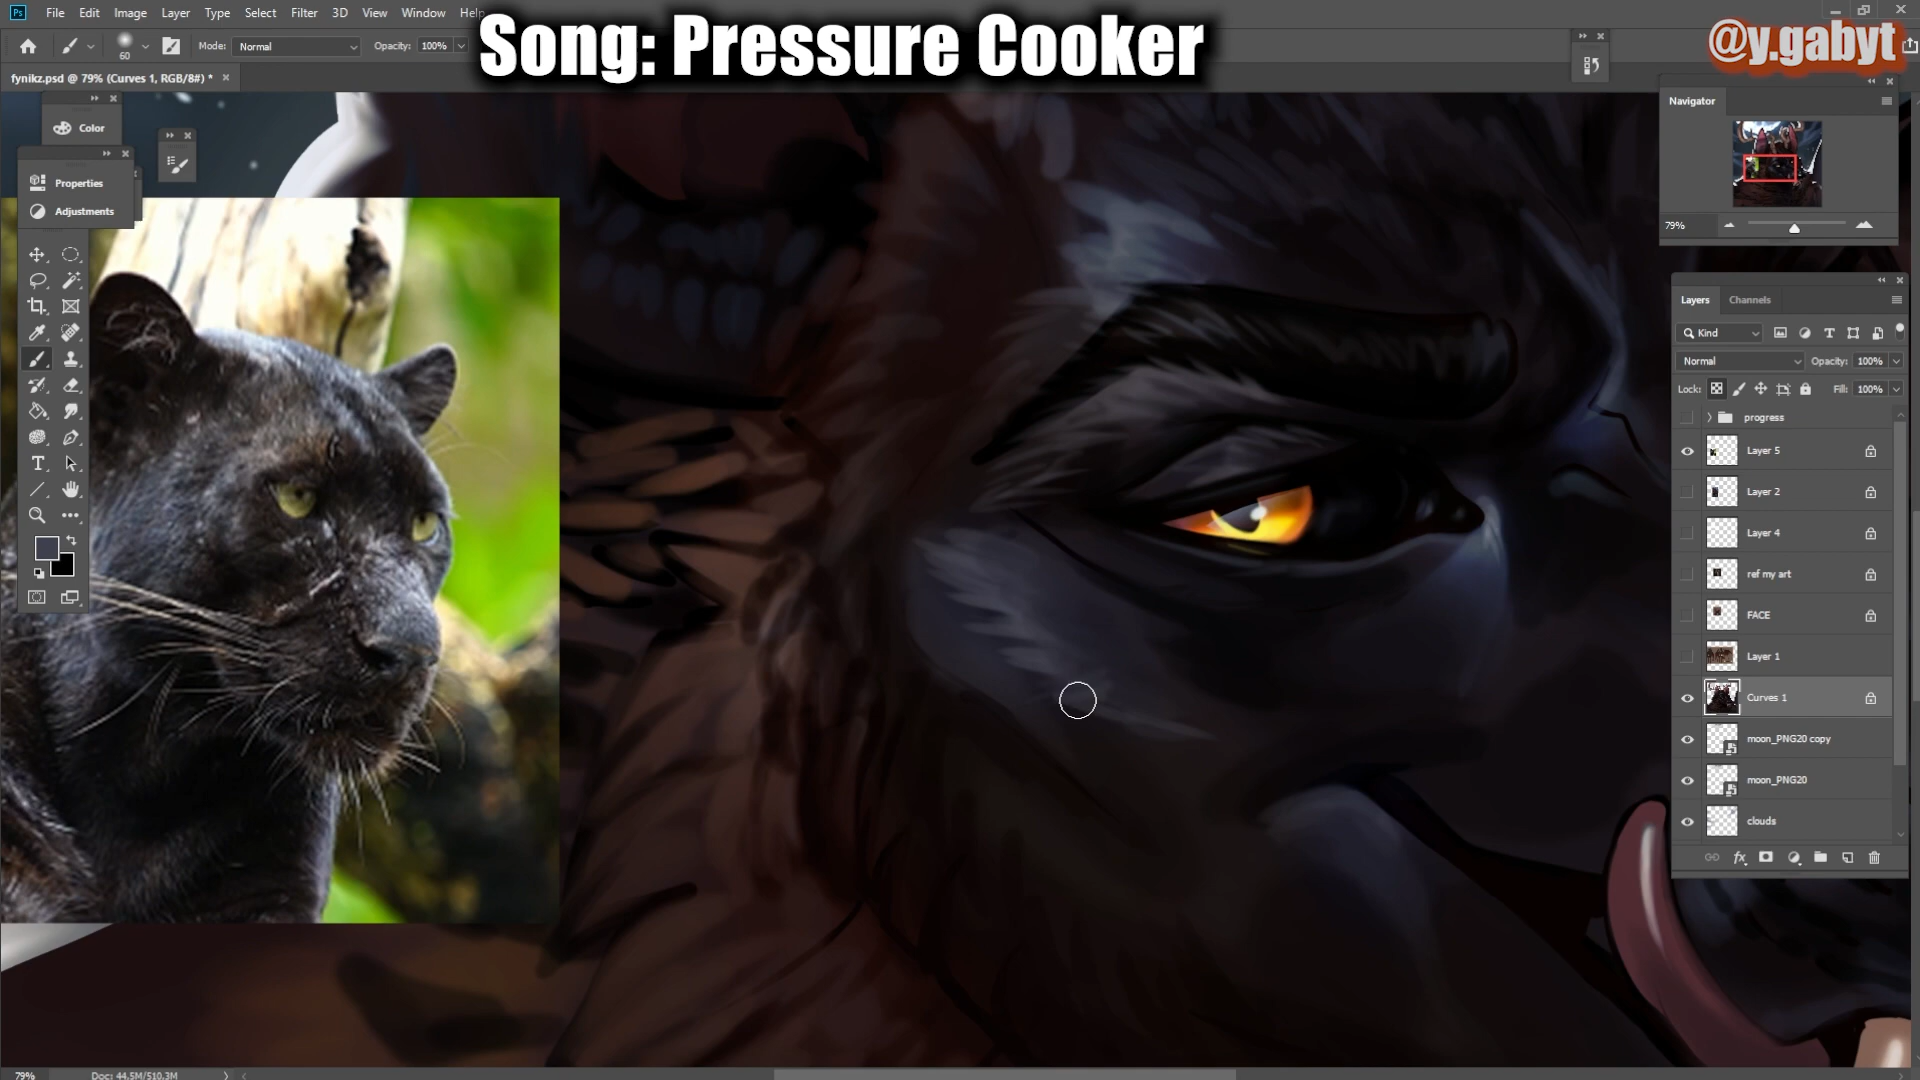 File Edit Image Layer Type Select Filter 3D View Window Help
Song: Pressure Cooker
@y.gabyt
60
Mode: Normal
Opacity: 100%
fynikz.psd @ 79% (Curves 1, RGB/8#) *
Color
Properties
Adjustments
Navigator
79%
Layers Channels
Kind
Normal
Opacity: 100%
Lock:
Fill: 100%
progress
Layer 5
Layer 2
Layer 4
ref my art
FACE
Layer 1
Curves 1
moon_PNG20 copy
moon_PNG20
clouds
79%
Doc: 44,5M/510,3M